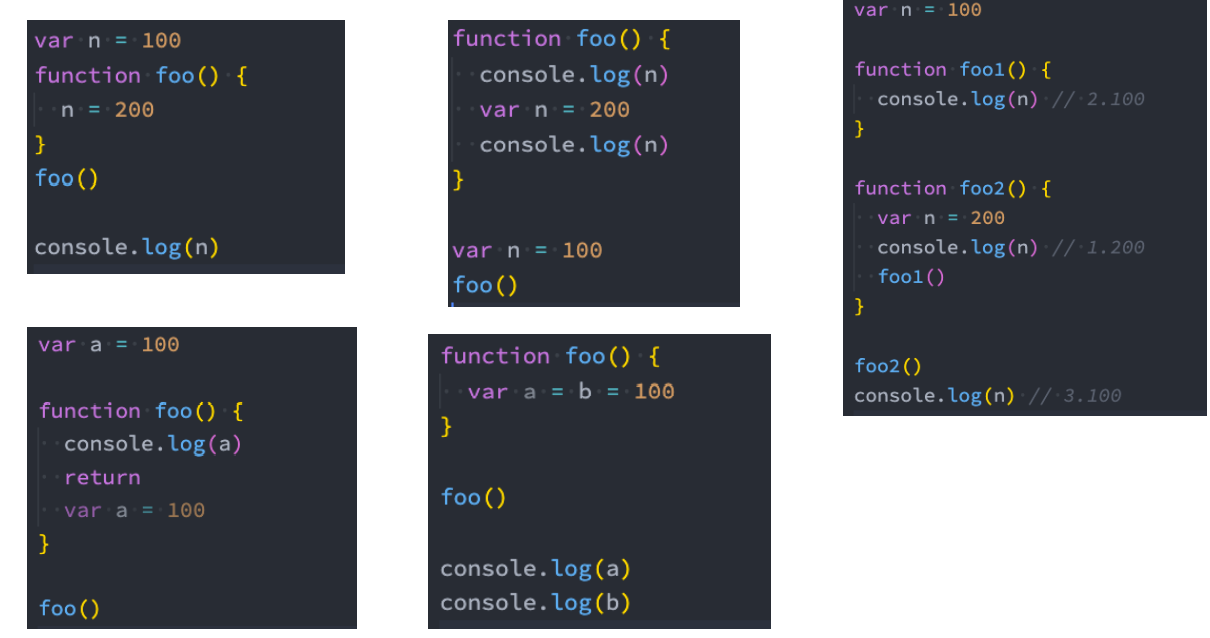 var n = 100
function foo() {
  n = 200
}
foo()
console.log(n)
function foo() {
  console.log(n)
  var n = 200
  console.log(n)
}
var n = 100
foo()
var n = 100
function foo1() {
  console.log(n) // 2.100
}
function foo2() {
  var n = 200
  console.log(n) // 1.200
  foo1()
}
foo2()
console.log(n) // 3.100
var a = 100
function foo() {
  console.log(a)
  return
  var a = 100
}
foo()
function foo() {
  var a = b = 100
}
foo()
console.log(a)
console.log(b)